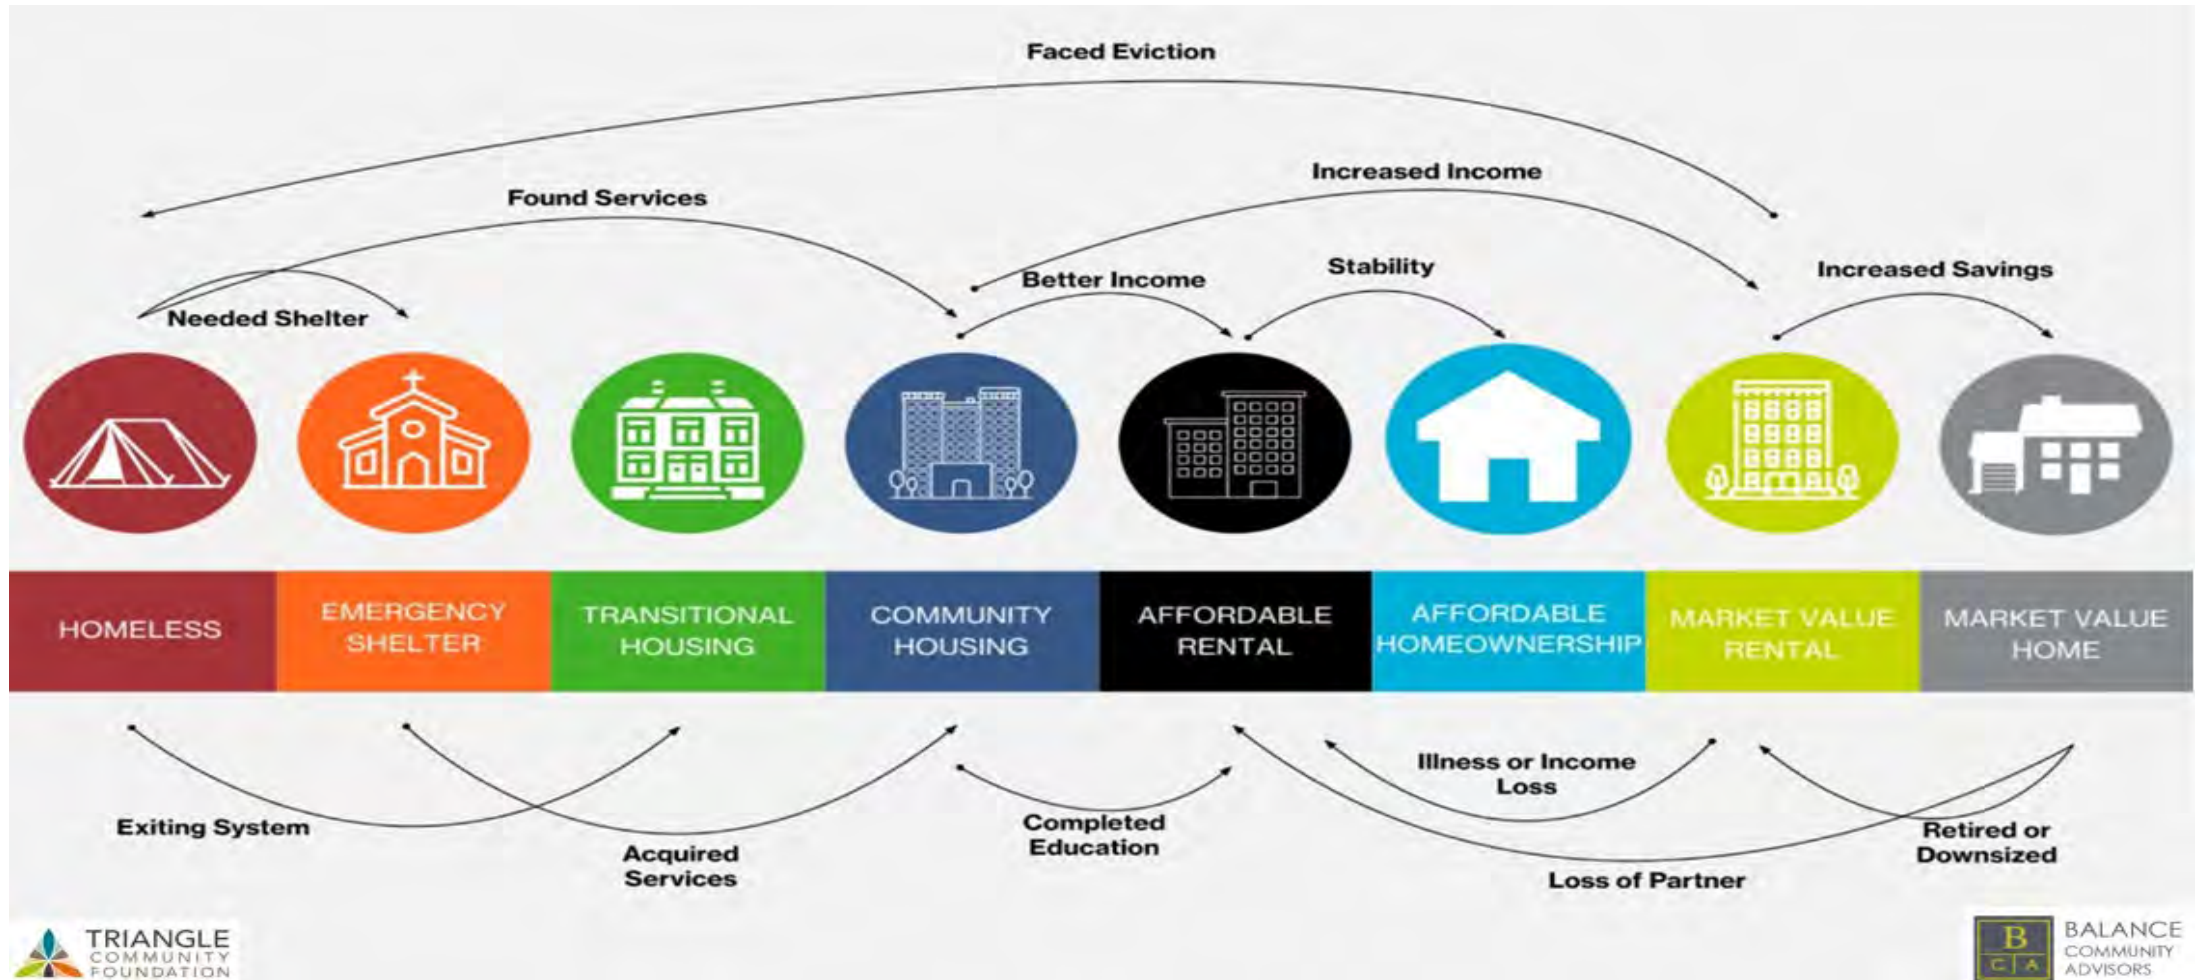 Faced Eviction
Increased Income
Found Services
Better Income
Stability
Increased Savings
Needed Shelter
HOMELESS
EMERGENCY
SHELTER
TRANSITIONAL
HOUSING
COMMUNITY
HOUSING
AFFORDABLE
RENTAL
AFFORDABLE
HOMEOWNERSHIP
MARKET VALUE
RENTAL
MARKET VALUE
HOME
Exiting System
Acquired
Services
Completed
Education
Illness or Income
Loss
Loss of Partner
Retired or
Downsized
TRIANGLE
COMMUNITY
FOUNDATION
B
C A
BALANCE
COMMUNITY
ADVISORS